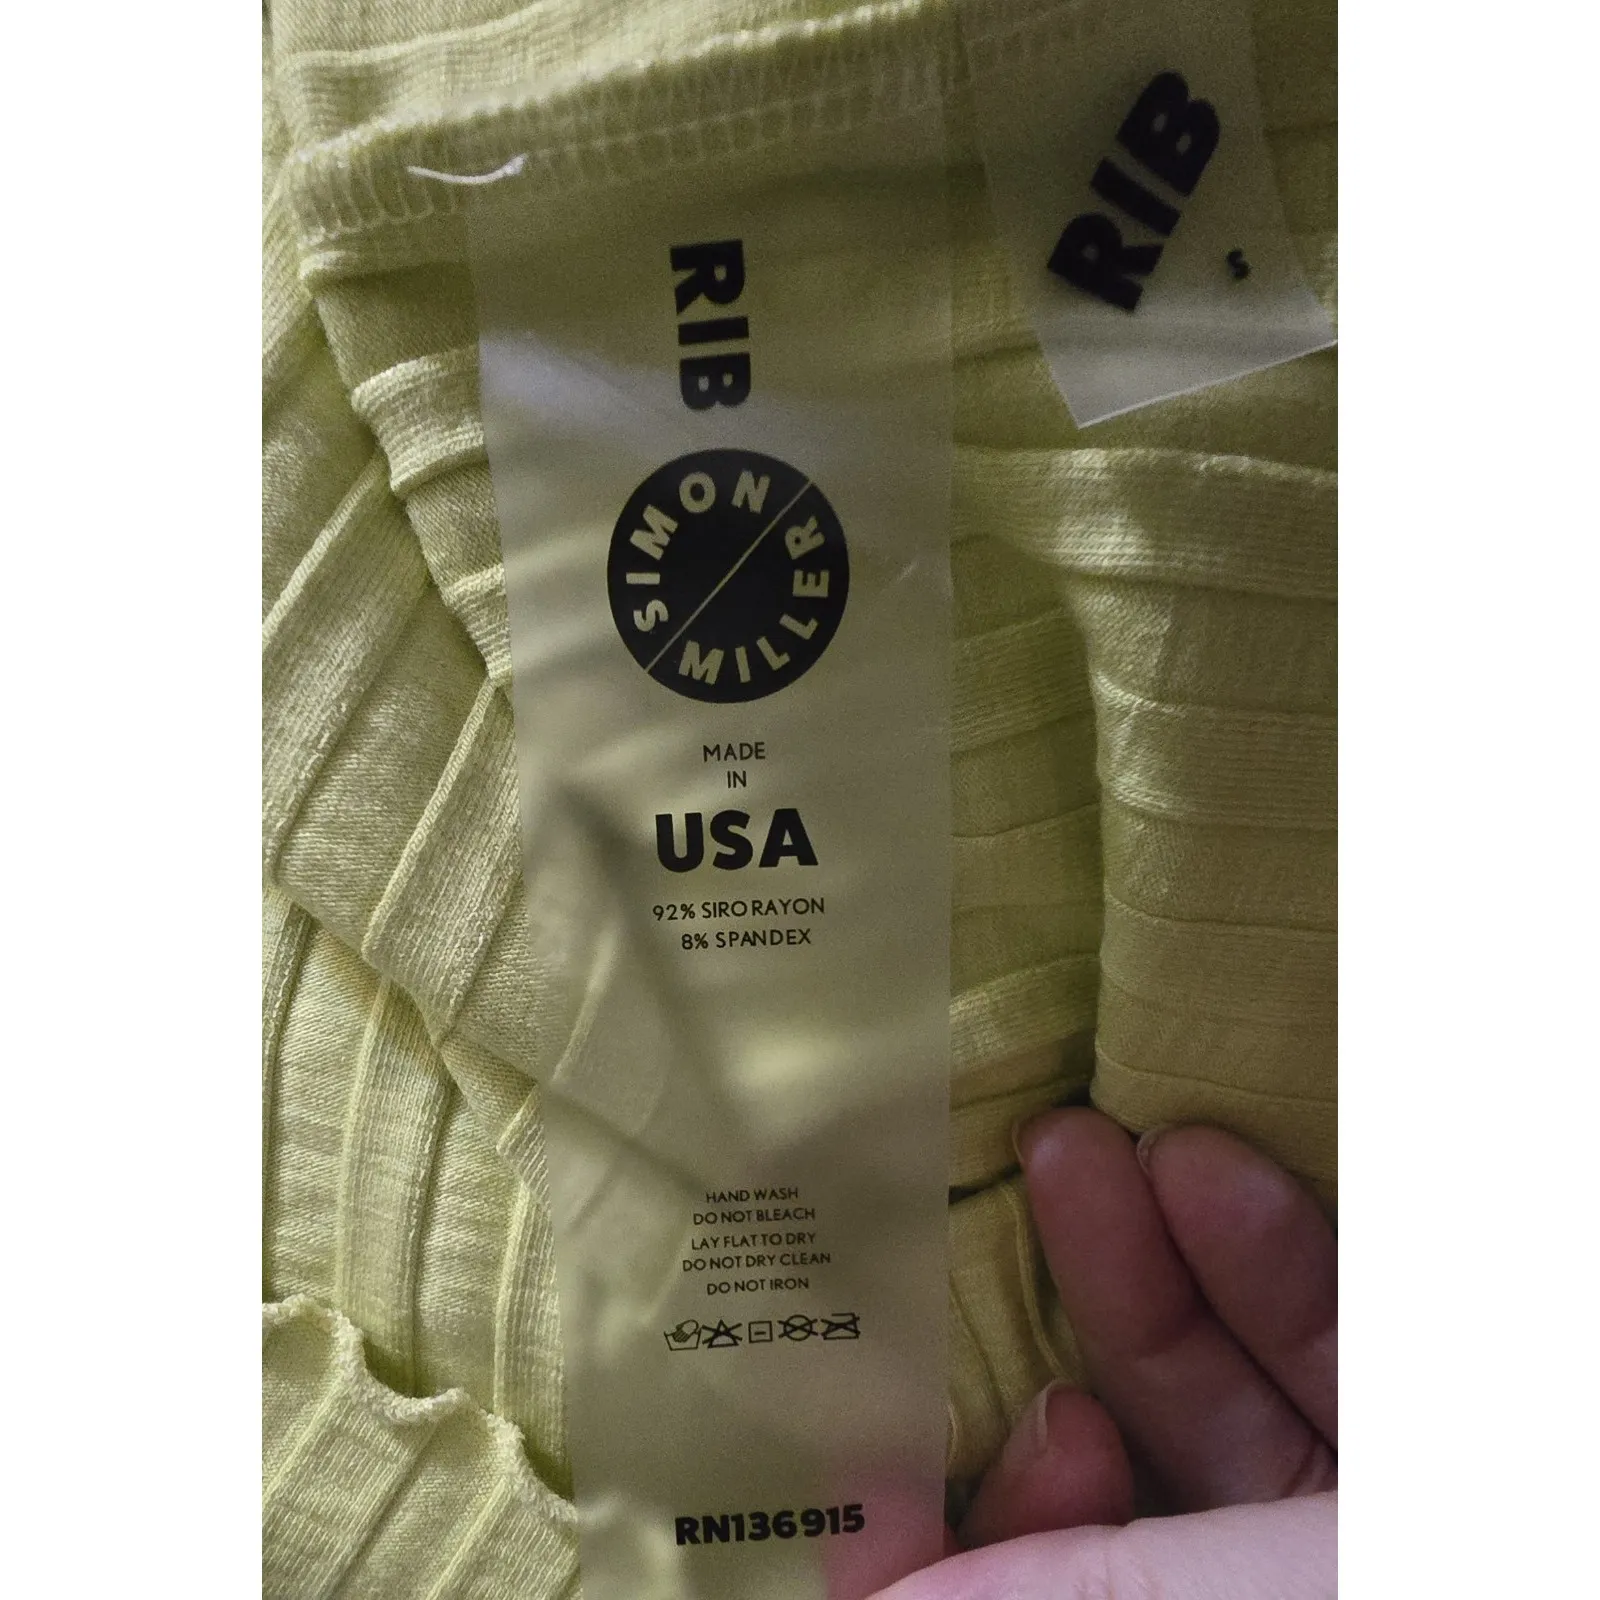 RIB
S
RIB
SIMON
MILLER
MADE
IN
USA
92% SIRO RAYON
8% SPANDEX
HAND WASH
DO NOT BLEACH
LAY FLAT TO DRY
DO NOT DRY CLEAN
DO NOT IRON
RN136915